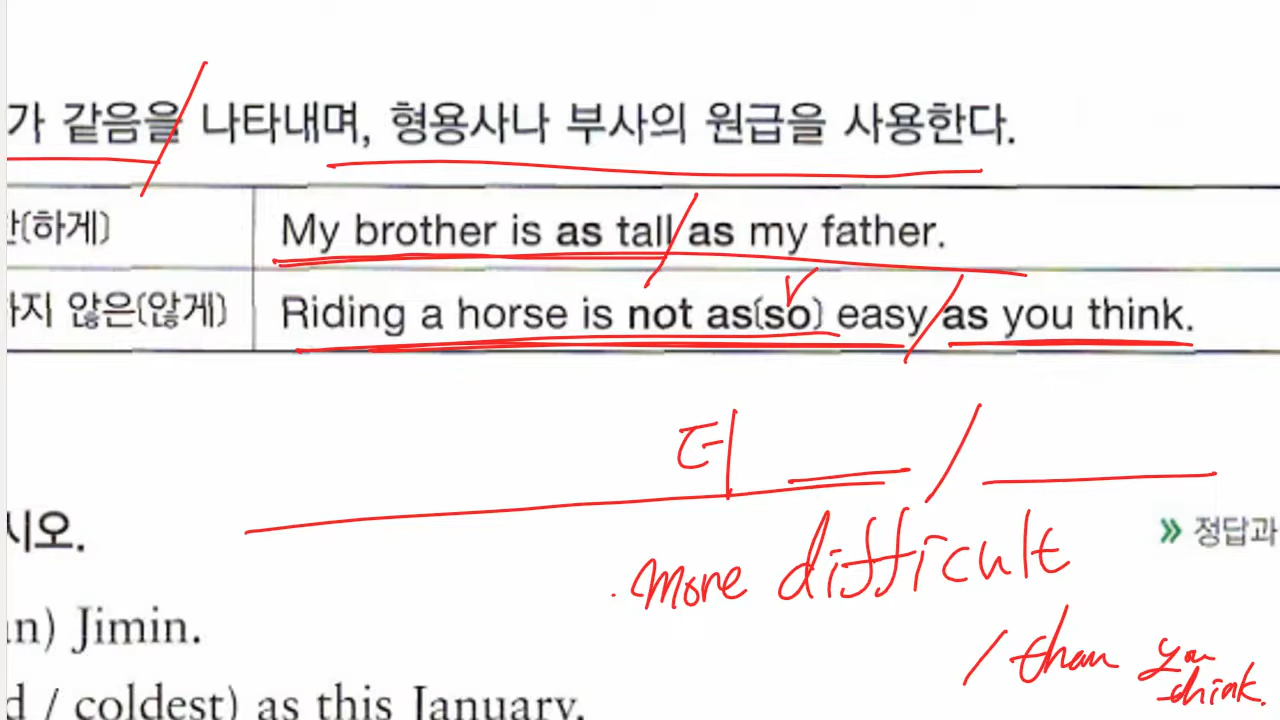 가 같음을 나타내며, 형용사나 부사의 원급을 사용한다.
(하게)
My brother is as tall as my father.
하지 않은(않게)
Riding a horse is not as(so) easy as you think.
더
시오.
정답과
more difficult
than you
think.
Jimin.
/ coldest) as this January.